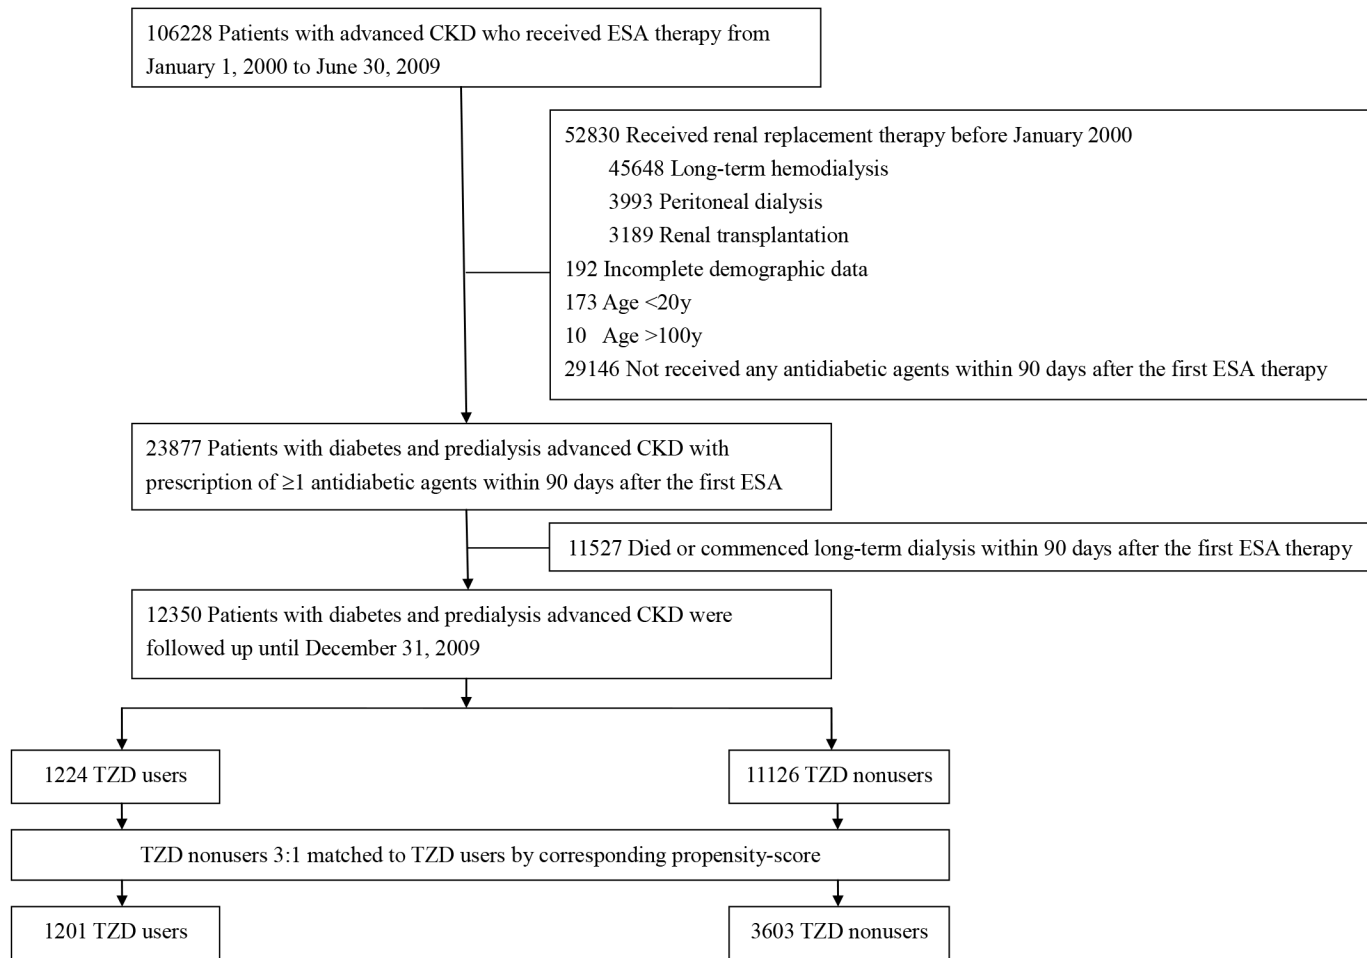 106228 Patients with advanced CKD who received ESA therapy from
January 1, 2000 to June 30, 2009
52830 Received renal replacement therapy before January 2000
45648 Long-term hemodialysis
3993 Peritoneal dialysis
3189 Renal transplantation
192 Incomplete demographic data
173 Age <20y
10 Age >100y
29146 Not received any antidiabetic agents within 90 days after the first ESA therapy
23877 Patients with diabetes and predialysis advanced CKD with
prescription of ≥1 antidiabetic agents within 90 days after the first ESA
11527 Died or commenced long-term dialysis within 90 days after the first ESA therapy
12350 Patients with diabetes and predialysis advanced CKD were
followed up until December 31, 2009
1224 TZD users
11126 TZD nonusers
TZD nonusers 3:1 matched to TZD users by corresponding propensity-score
1201 TZD users
3603 TZD nonusers